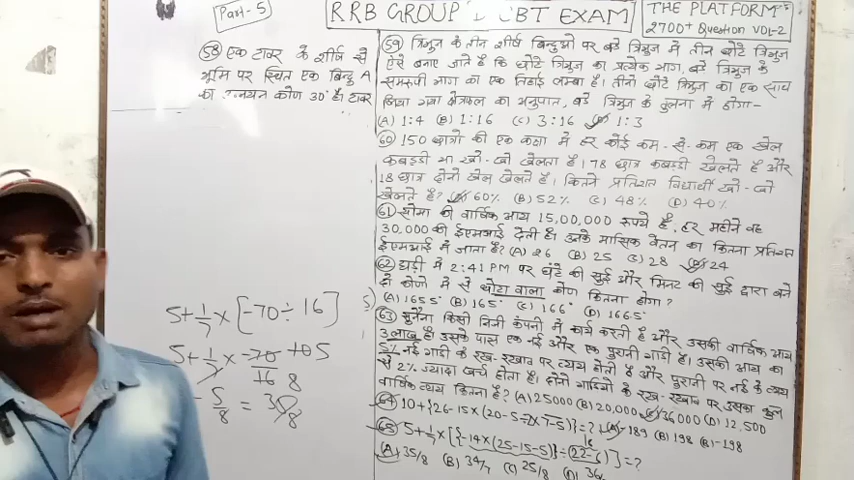 Part-5
RRB GROUP CBT EXAM
THE PLATFORM
2700+ Question VOL-2
(58) एक टावर के शीर्ष से
भूमि पर स्थित एक बिन्दु A
का उन्नयन कोण 30° है। टावर
(59) त्रिभुज के तीन शीर्ष बिन्दुओ पर बड़े त्रिभुज में तीन छोटे त्रिभुज
ऐसे बनाए जाते है कि छोटे त्रिभुज का प्रत्येक भाग, बड़े त्रिभुज के
समरूपी भाग का एक तिहाई लम्बा है। तीनो छोटे त्रिभुज का एक साथ
लिया गया क्षेत्रफल का अनुपात, बड़े त्रिभुज के तुलना में होगा-
(A) 1:4 (B) 1:16 (C) 3:16 (D) 1:3
(60) 150 छात्रो की एक कक्षा में हर कोई कम-से-कम एक खेल
कबड्डी या खो-खो खेलता है। 78 छात्र कबड्डी खेलते है और
18 छात्र दोनो खेल खेलते है। कितने प्रतिशत विद्यार्थी खो-खो
खेलते है? (A) 60% (B) 52% (C) 48% (D) 40%
(61) सोमा की वार्षिक आय 15,00,000 रूपये है, हर महीने वह
30,000 की ईएमआई देती है। उनके मासिक वेतन का कितना प्रतिशत
ईएमआई में जाता है? (A) 26 (B) 25 (C) 28 (D) 24
(62) घड़ी में 2:41 PM पर घंटे की सुई और मिनट की सुई द्वारा बने
दो कोणो में से छोटा वाला कोण कितना होगा?
(A) 165.5° (B) 165° (C) 166° (D) 166.5°
(63) सुनैना किसी निजी कंपनी में कार्य करती है और उसकी वार्षिक आय
3 लाख है। उसके पास एक नई और एक पुरानी गाडी है। उसकी आय का
5% नई गाडी के रख-रखाव पर व्यय होती है और पुरानी पर नई के व्यय
से 2% ज्यादा खर्च होता है। दोनो गाडियो के रख-रखाव पर उसका कुल
वार्षिक व्यय कितना है? (A) 25000 (B) 20,000 (C) 36000 (D) 12,500
(64) 10+{26-15×(20-5÷7×7-5)}=? (A) -189 (B) 198 (C) -198
(65) 5+1/7×[{-14×(25-15-5)}÷(22-6)]=?
16
(A) 35/8 (B) 34/7 (C) 25/8 (D) 36
5+1/7×[-70÷16]
5+1/7×-70/16+05
8
-5/8 = 35/8